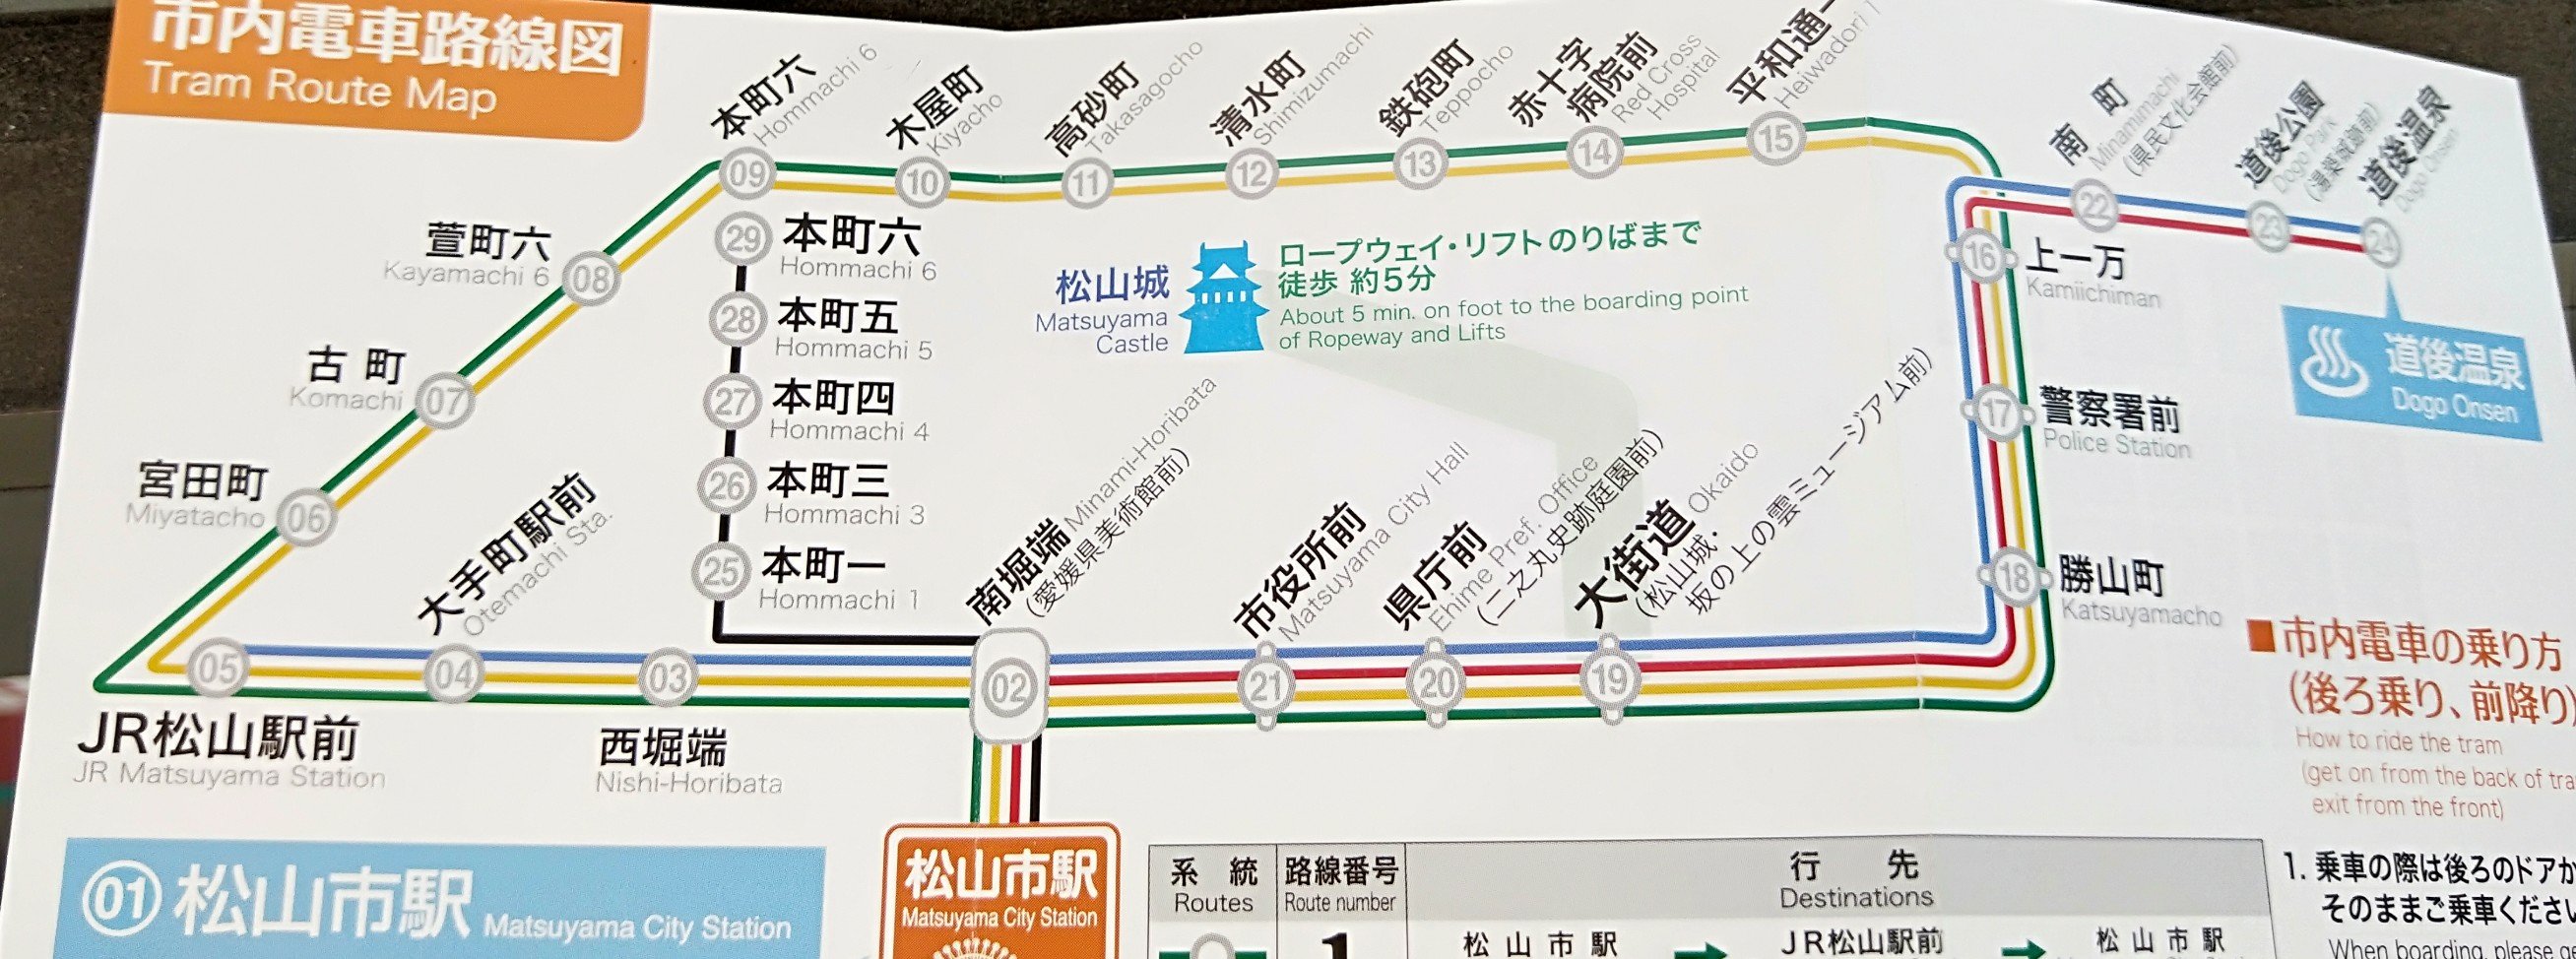 市内電車路線図
Tram Route Map
本町六
Hommachi 6
木屋町
Kiyacho
高砂町
Takasagocho
清水町
Shimizumachi
鉄砲町
Teppocho
赤十字
病院前
Red Cross
Hospital
平和通一
Heiwadori 1
南 町
Minamimachi
(県民文化会館前)
道後公園
Dogo Park
(湯築城跡前)
道後温泉
Dogo Onsen
09
10
11
12
13
14
15
22
23
24
萱町六
Kayamachi 6
08
古 町
Komachi
07
宮田町
Miyatacho
06
29 本町六
Hommachi 6
28 本町五
Hommachi 5
27 本町四
Hommachi 4
26 本町三
Hommachi 3
25 本町一
Hommachi 1
松山城
Matsuyama
Castle
ロープウェイ・リフトのりばまで
徒歩 約5分
About 5 min. on foot to the boarding point
of Ropeway and Lifts
16 上一万
Kamiichiman
17 警察署前
Police Station
18 勝山町
Katsuyamacho
道後温泉
Dogo Onsen
大手町駅前
Otemachi Sta.
南堀端 Minami-Horibata
(愛媛県美術館前)
市役所前
Matsuyama City Hall
県庁前
Ehime Pref. Office
(二之丸史跡庭園前)
大街道 Okaido
(松山城・
坂の上の雲ミュージアム前)
05
04
03
02
21
20
19
JR松山駅前
JR Matsuyama Station
西堀端
Nishi-Horibata
■市内電車の乗り方
(後ろ乗り、前降り)
How to ride the tram
(get on from the back of tra
exit from the front)
01 松山市駅 Matsuyama City Station
松山市駅
Matsuyama City Station
系 統
Routes
路線番号
Route number
行 先
Destinations
1
松山市駅
JR松山駅前
松山市駅
1. 乗車の際は後ろのドアか
そのままご乗車ください
When boarding, please ge